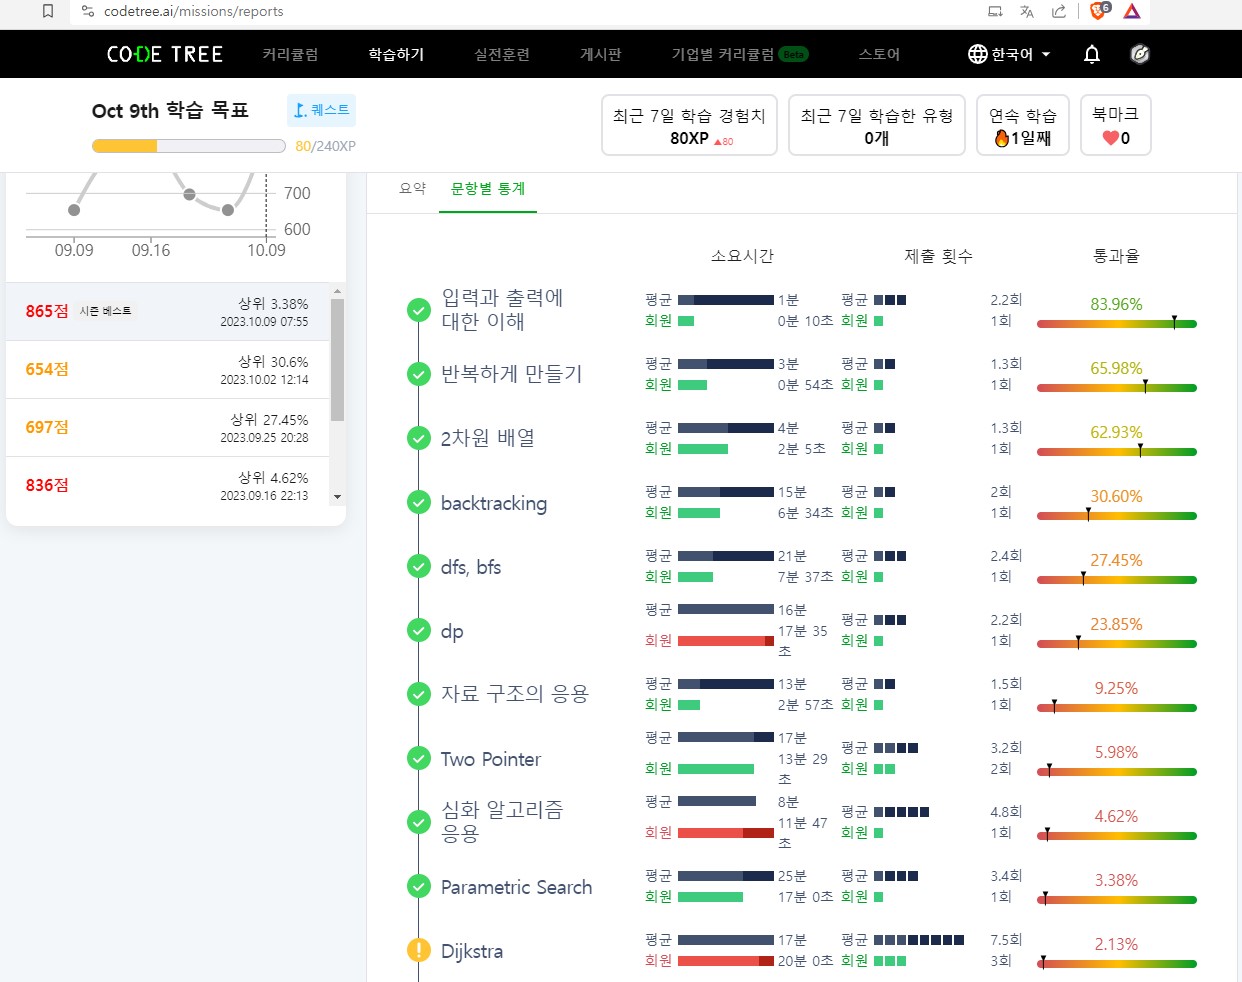 codetree.ai/missions/reports
6
CODE TREE
커리큘럼
학습하기
실전훈련
게시판
기업별 커리큘럼 Beta
스토어
한국어
Oct 9th 학습 목표
퀘스트
80/240XP
최근 7일 학습 경험치
80XP ▲80
최근 7일 학습한 유형
0개
연속 학습
1일째
북마크
0
700
600
09.09
09.16
10.09
865점 시즌 베스트
상위 3.38%
2023.10.09 07:55
654점
상위 30.6%
2023.10.02 12:14
697점
상위 27.45%
2023.09.25 20:28
836점
상위 4.62%
2023.09.16 22:13
요약
문항별 통계
소요시간 제출 횟수 통과율
입력과 출력에
대한 이해
평균 1분 평균 2.2회
회원 0분 10초 회원 1회
83.96%
반복하게 만들기
평균 3분 평균 1.3회
회원 0분 54초 회원 1회
65.98%
2차원 배열
평균 4분 평균 1.3회
회원 2분 5초 회원 1회
62.93%
backtracking
평균 15분 평균 2회
회원 6분 34초 회원 1회
30.60%
dfs, bfs
평균 21분 평균 2.4회
회원 7분 37초 회원 1회
27.45%
dp
평균 16분 평균 2.2회
회원 17분 35
초 회원 1회
23.85%
자료 구조의 응용
평균 13분 평균 1.5회
회원 2분 57초 회원 1회
9.25%
Two Pointer
평균 17분 평균 3.2회
회원 13분 29
초 회원 2회
5.98%
심화 알고리즘
응용
평균 8분 평균 4.8회
회원 11분 47
초 회원 1회
4.62%
Parametric Search
평균 25분 평균 3.4회
회원 17분 0초 회원 1회
3.38%
Dijkstra
평균 17분 평균 7.5회
회원 20분 0초 회원 3회
2.13%